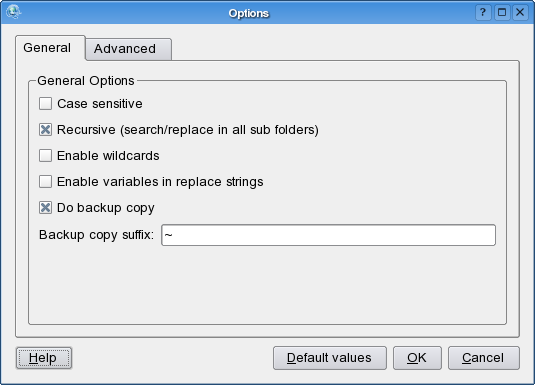 Options
General Advanced
General Options
Case sensitive
Recursive (search/replace in all sub folders)
Enable wildcards
Enable variables in replace strings
Do backup copy
Backup copy suffix: ~
Help Default values OK Cancel